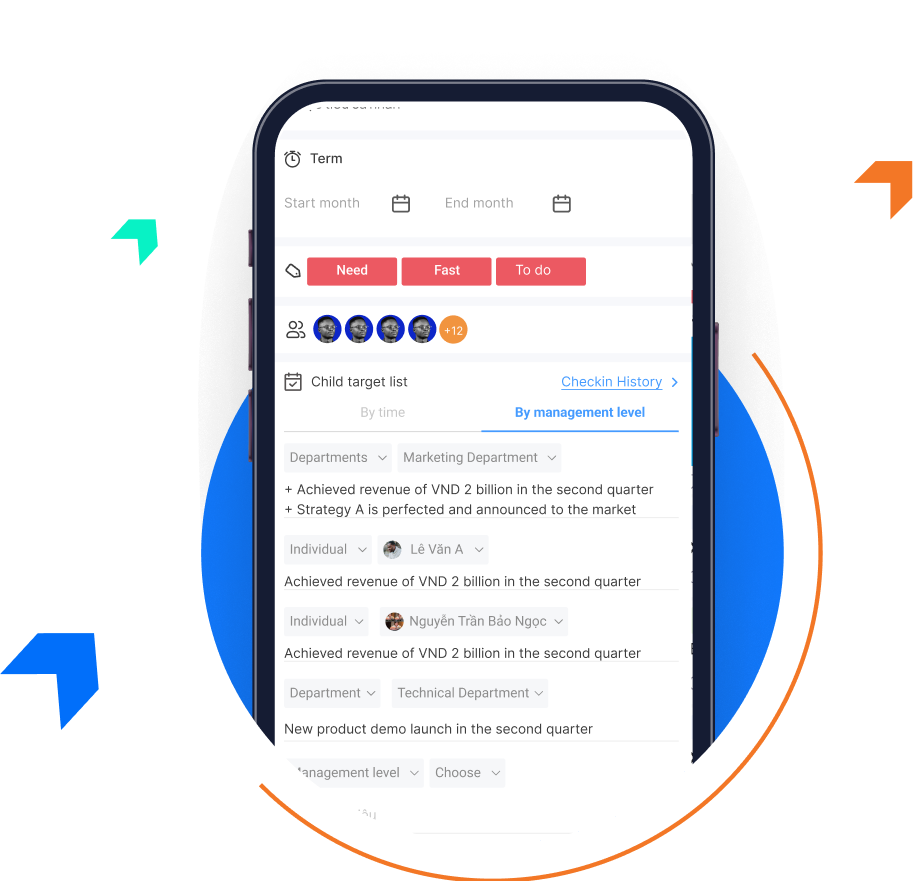 Term
Start month End month
Need Fast To do
+12
Child target list Checkin History
By time By management level
Departments Marketing Department
+ Achieved revenue of VND 2 billion in the second quarter
+ Strategy A is perfected and announced to the market
Individual Lê Văn A
Achieved revenue of VND 2 billion in the second quarter
Individual Nguyễn Trần Bảo Ngọc
Achieved revenue of VND 2 billion in the second quarter
Department Technical Department
New product demo launch in the second quarter
level Choose